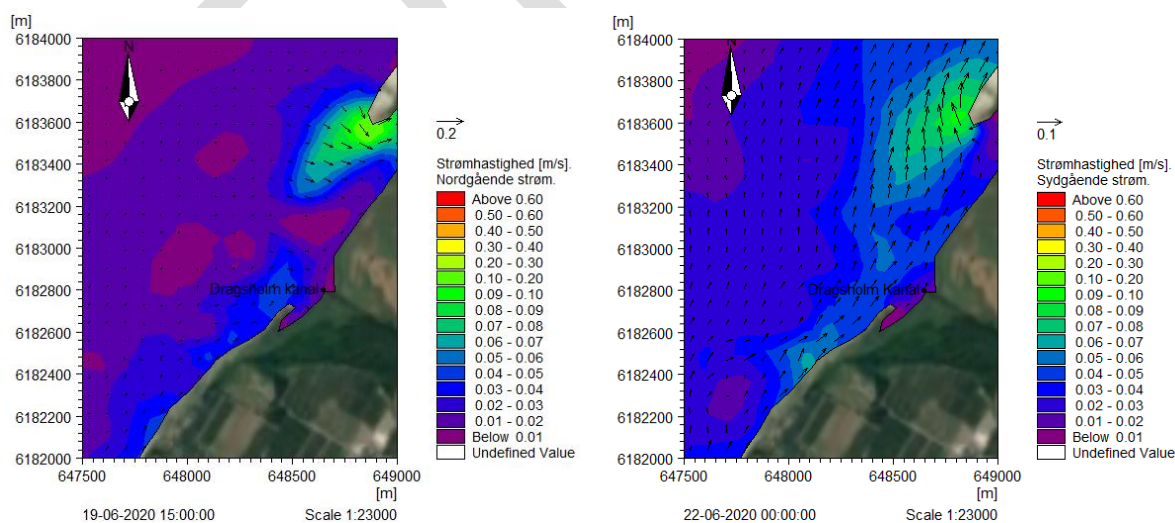 [m]
6184000
6183800
6183600
6183400
6183200
6183000
6182800
6182600
6182400
6182200
6182000
N
Dragsholm Kanal
647500
648000
648500
649000
[m]
19-06-2020 15:00:00
Scale 1:23000
0.2
Strømhastighed [m/s].
Nordgående strøm.
Above 0.60
0.50 - 0.60
0.40 - 0.50
0.30 - 0.40
0.20 - 0.30
0.10 - 0.20
0.09 - 0.10
0.08 - 0.09
0.07 - 0.08
0.06 - 0.07
0.05 - 0.06
0.04 - 0.05
0.03 - 0.04
0.02 - 0.03
0.01 - 0.02
Below 0.01
Undefined Value
[m]
6184000
6183800
6183600
6183400
6183200
6183000
6182800
6182600
6182400
6182200
6182000
N
Dragsholm Kanal
647500
648000
648500
649000
[m]
22-06-2020 00:00:00
Scale 1:23000
0.1
Strømhastighed [m/s].
Sydgående strøm.
Above 0.60
0.50 - 0.60
0.40 - 0.50
0.30 - 0.40
0.20 - 0.30
0.10 - 0.20
0.09 - 0.10
0.08 - 0.09
0.07 - 0.08
0.06 - 0.07
0.05 - 0.06
0.04 - 0.05
0.03 - 0.04
0.02 - 0.03
0.01 - 0.02
Below 0.01
Undefined Value